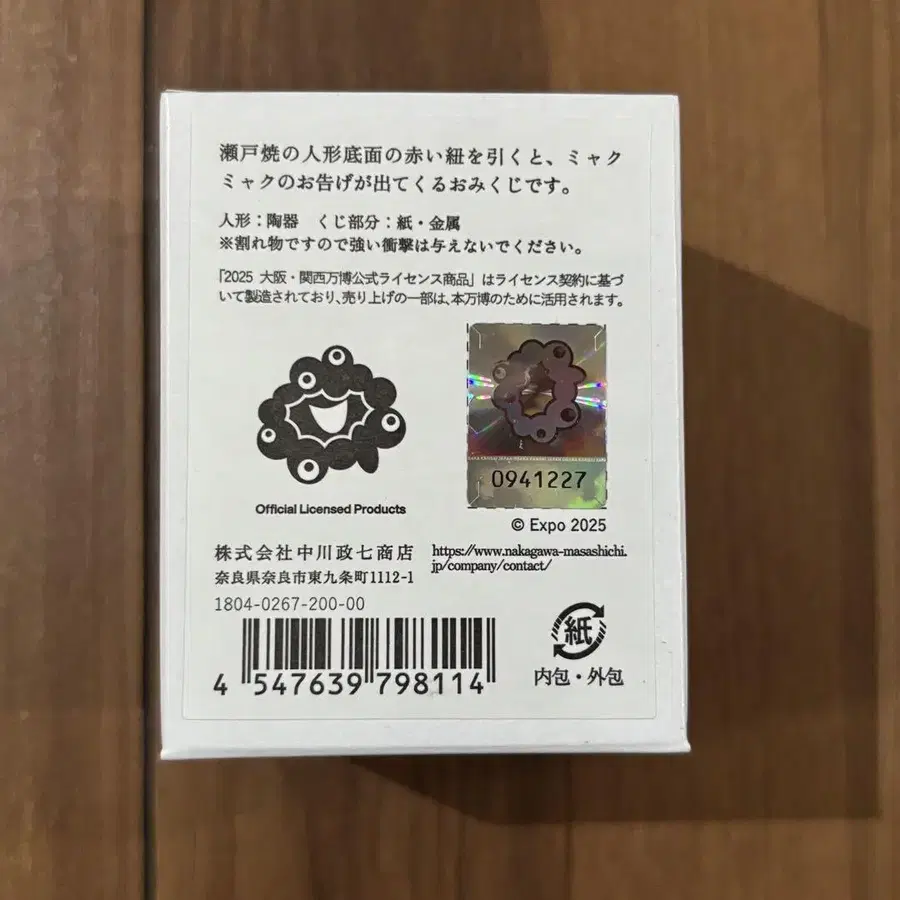 瀬戸焼の人形底面の赤い紐を引くと、ミャク
ミャクのお告げが出てくるおみくじです。
人形：陶器　くじ部分：紙・金属
※割れ物ですので強い衝撃は与えないでください。
「2025 大阪・関西万博公式ライセンス商品」はライセンス契約に基づ
いて製造されており、売り上げの一部は、本万博のために活用されます。
0941227
Official Licensed Products
© Expo 2025
株式会社中川政七商店
奈良県奈良市東九条町1112-1
https://www.nakagawa-masashichi.
jp/company/contact/
1804-0267-200-00
4 547639 798114
紙
内包・外包